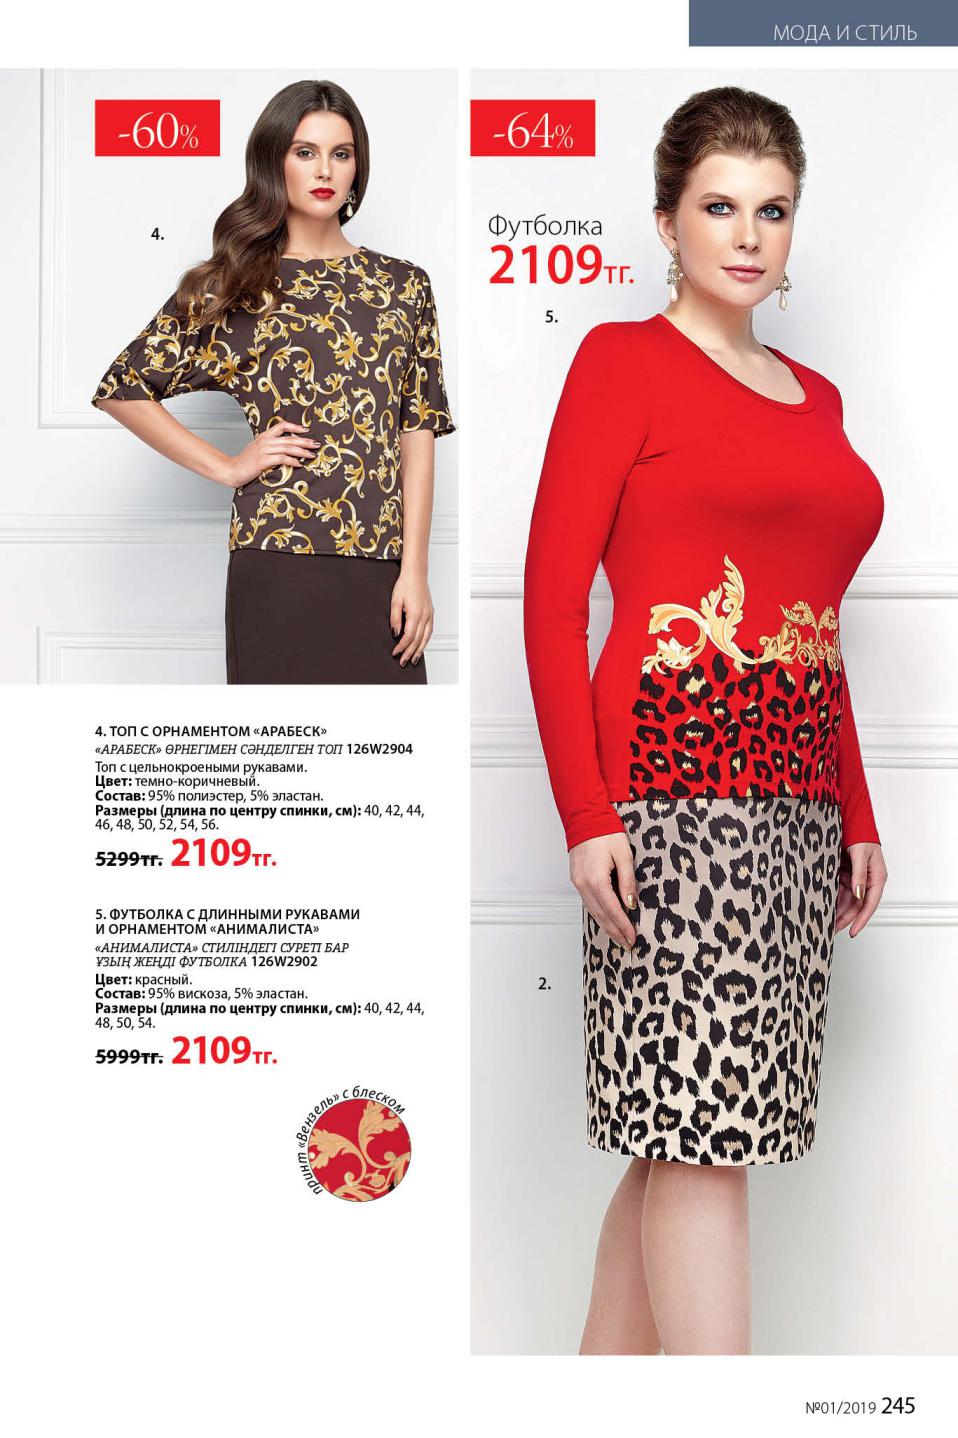 МОДА И СТИЛЬ
-60%
4.
-64%
Футболка
2109тг.
5.
4. ТОП С ОРНАМЕНТОМ «АРАБЕСК»
«АРАБЕСК» ӨРНЕГІМЕН СӘНДЕЛГЕН ТОП 126W2904
Топ с цельнокроеными рукавами.
Цвет: темно-коричневый.
Состав: 95% полиэстер, 5% эластан.
Размеры (длина по центру спинки, см): 40, 42, 44,
46, 48, 50, 52, 54, 56.
5299тг. 2109тг.
5. ФУТБОЛКА С ДЛИННЫМИ РУКАВАМИ
И ОРНАМЕНТОМ «АНИМАЛИСТА»
«АНИМАЛИСТА» СТИЛІНДЕГІ СУРЕТІ БАР
ҰЗЫН ЖЕҢДІ ФУТБОЛКА 126W2902
Цвет: красный.
Состав: 95% вискоза, 5% эластан.
Размеры (длина по центру спинки, см): 40, 42, 44,
48, 50, 54.
5999тг. 2109тг.
принт «Вензель» с блеском
2.
№01/2019 245